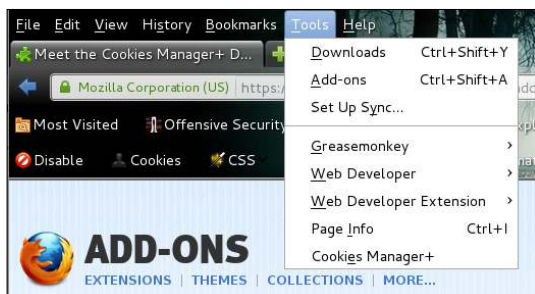 File Edit View History Bookmarks Tools Help
Meet the Cookies Manager+ D...
Downloads Ctrl+Shift+Y
Mozilla Corporation (US) https:/
Add-ons Ctrl+Shift+A
Set Up Sync...
Most Visited Offensive Security
Greasemonkey >
Disable Cookies CSS
Web Developer >
Web Developer Extension >
Page Info Ctrl+I
Cookies Manager+
ADD-ONS
EXTENSIONS | THEMES | COLLECTIONS | MORE...